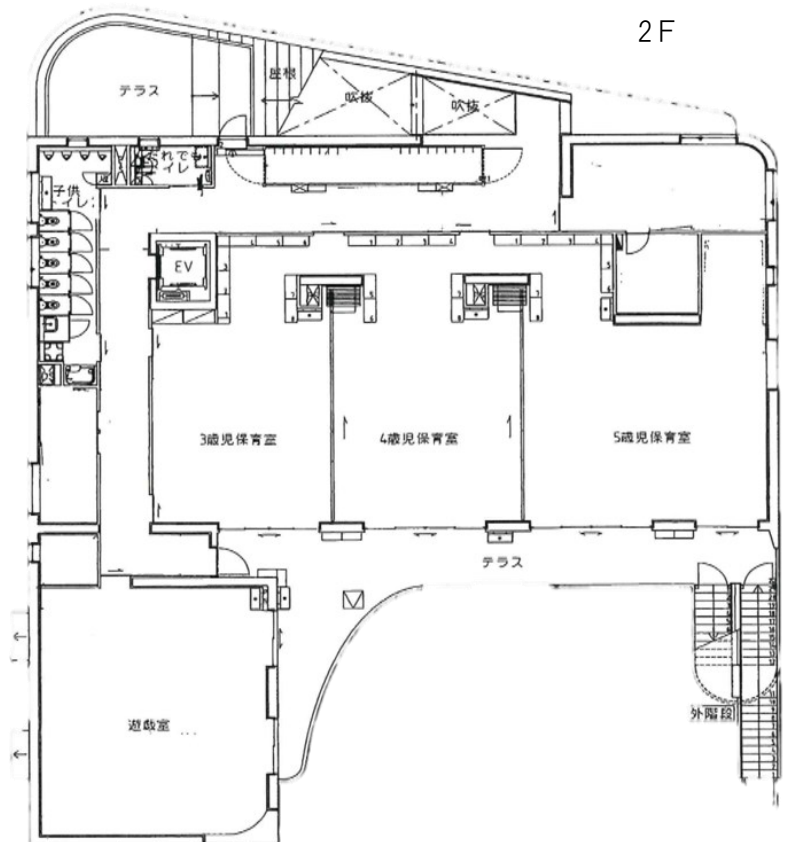 2F
テラス
屋根
吹抜
吹抜
だれでも
トイレ
子供
トイレ
EV
3歳児保育室
4歳児保育室
5歳児保育室
テラス
遊戯室
外階段